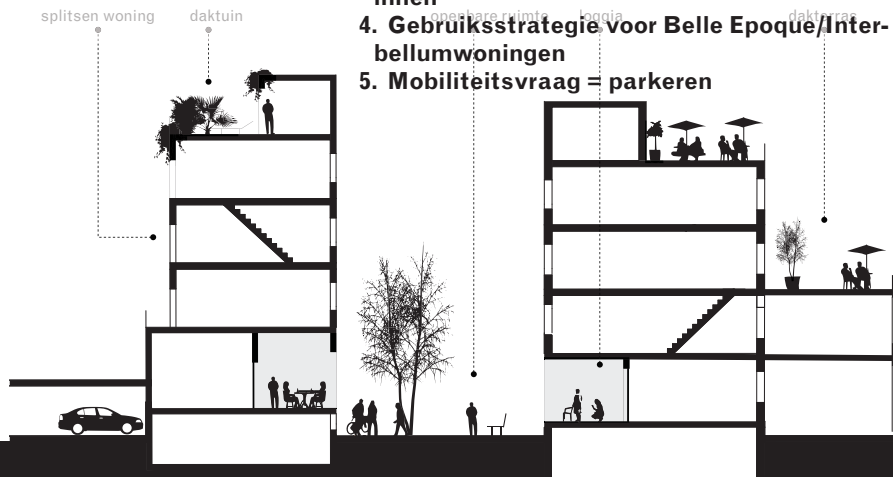 splitsen woning
daktuin
openbare ruimte
loggia
dakterras
4. Gebruiksstrategie voor Belle Epoque/Inter-
bellumwoningen
5. Mobiliteitsvraag = parkeren